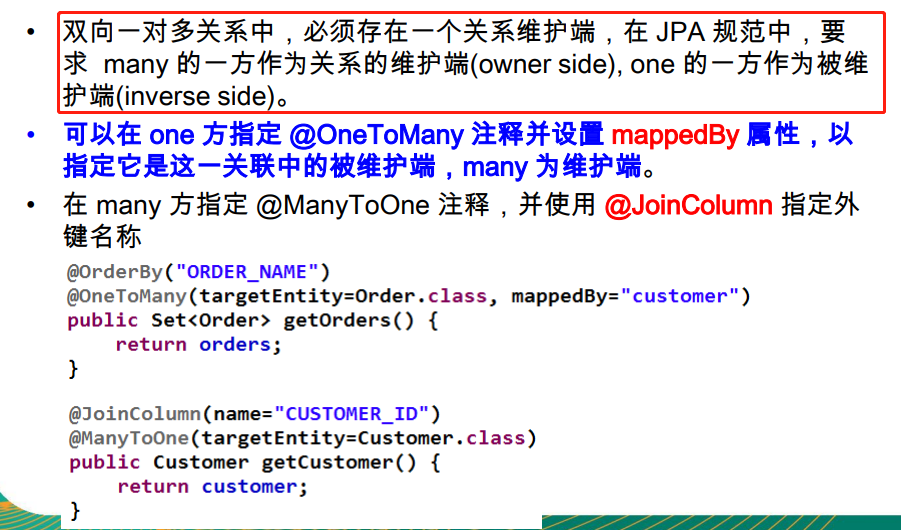 • 双向一对多关系中，必须存在一个关系维护端，在 JPA 规范中，要
求  many 的一方作为关系的维护端(owner side), one 的一方作为被维
护端(inverse side)。
• 可以在 one 方指定 @OneToMany 注释并设置 mappedBy 属性，以
指定它是这一关联中的被维护端，many 为维护端。
• 在 many 方指定 @ManyToOne 注释，并使用 @JoinColumn 指定外
键名称
@OrderBy("ORDER_NAME")
@OneToMany(targetEntity=Order.class, mappedBy="customer")
public Set<Order> getOrders() {
    return orders;
}
@JoinColumn(name="CUSTOMER_ID")
@ManyToOne(targetEntity=Customer.class)
public Customer getCustomer() {
    return customer;
}